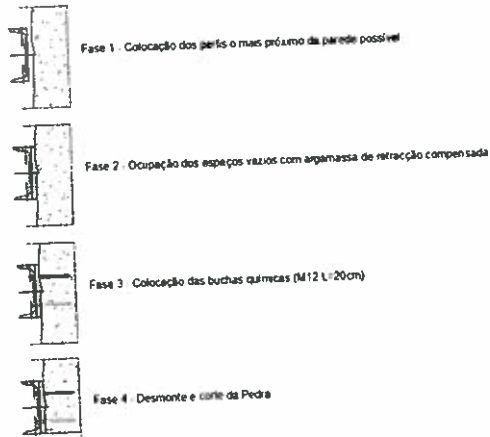 Fase 1 - Colocação dos perfis o mais próximo da parede possível
Fase 2 - Ocupação dos espaços vazios com argamassa de retracção compensada
Fase 3 - Colocação das buchas químicas (M12 L=20cm)
Fase 4 - Desmonte e corte da Pedra